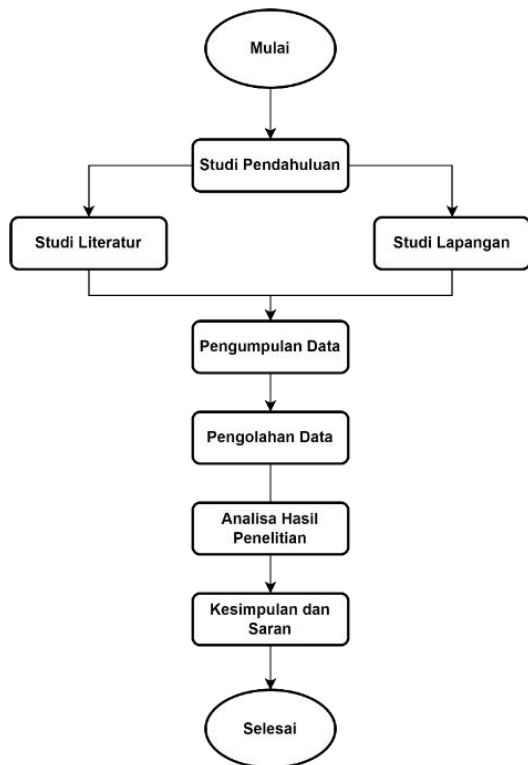 Mulai
Studi Pendahuluan
Studi Literatur
Studi Lapangan
Pengumpulan Data
Pengolahan Data
Analisa Hasil
Penelitian
Kesimpulan dan
Saran
Selesai